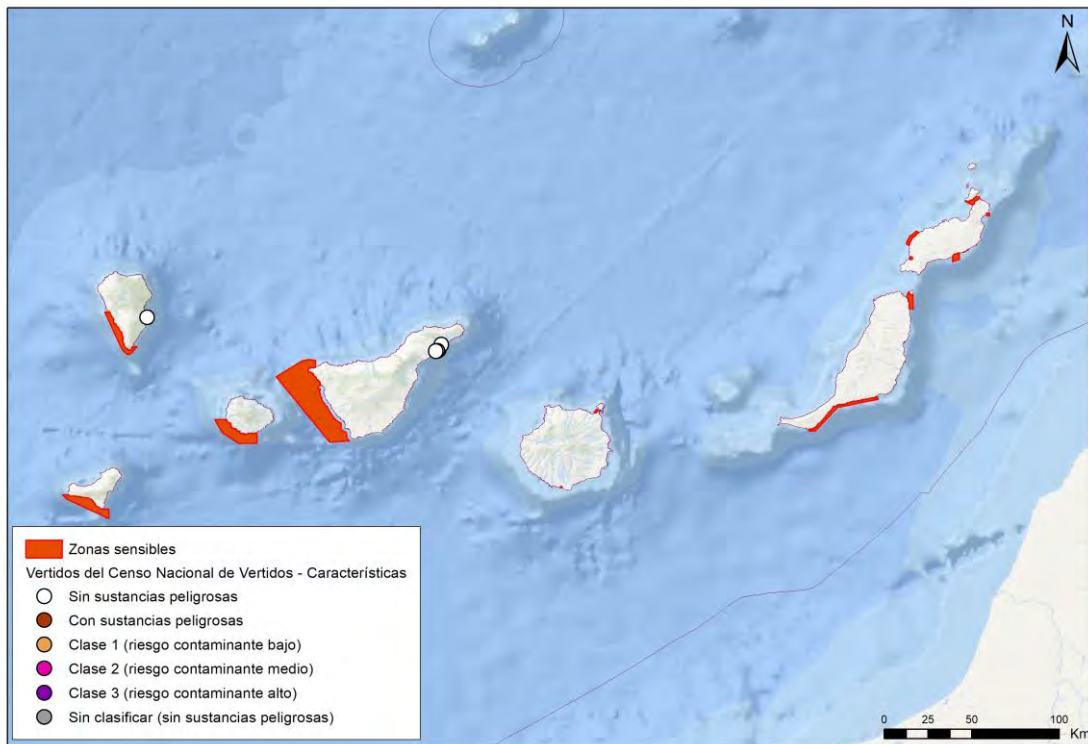 N
Zonas sensibles
Vertidos del Censo Nacional de Vertidos - Características
Sin sustancias peligrosas
Con sustancias peligrosas
Clase 1 (riesgo contaminante bajo)
Clase 2 (riesgo contaminante medio)
Clase 3 (riesgo contaminante alto)
Sin clasificar (sin sustancias peligrosas)
0 25 50 100
Km